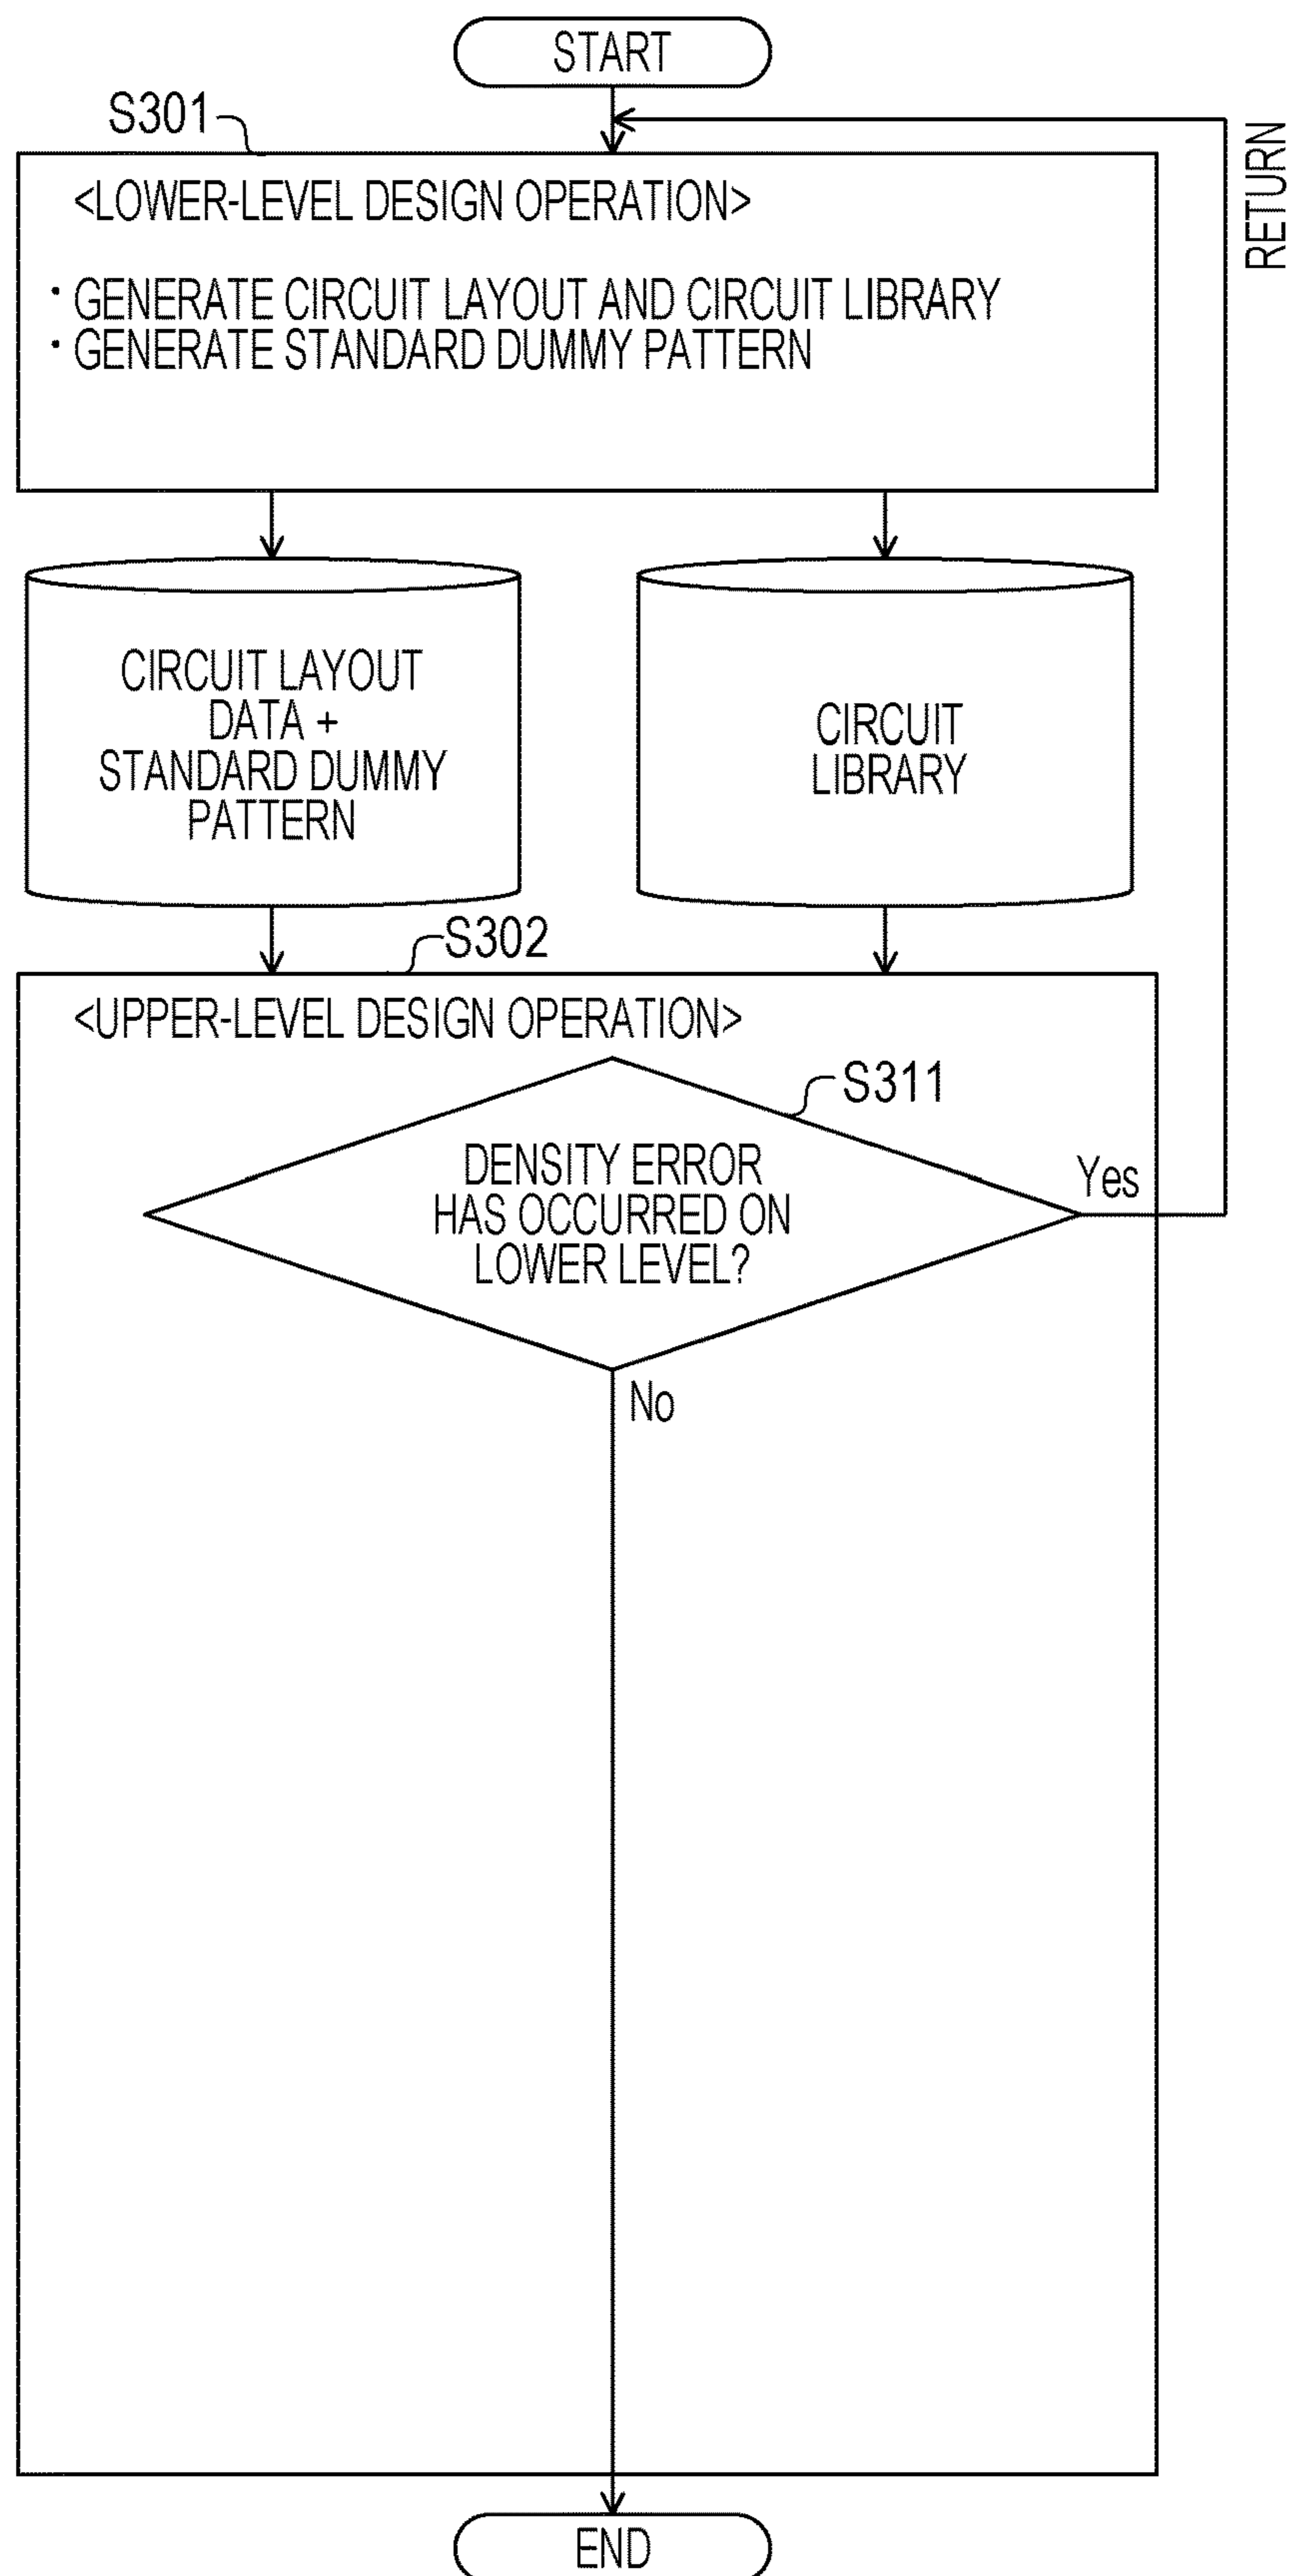 START
S301
RETURN
<LOWER-LEVEL DESIGN OPERATION>
· GENERATE CIRCUIT LAYOUT AND CIRCUIT LIBRARY
· GENERATE STANDARD DUMMY PATTERN
CIRCUIT LAYOUT
DATA +
STANDARD DUMMY
PATTERN
CIRCUIT
LIBRARY
S302
<UPPER-LEVEL DESIGN OPERATION>
S311
DENSITY ERROR
HAS OCCURRED ON
LOWER LEVEL?
Yes
No
END